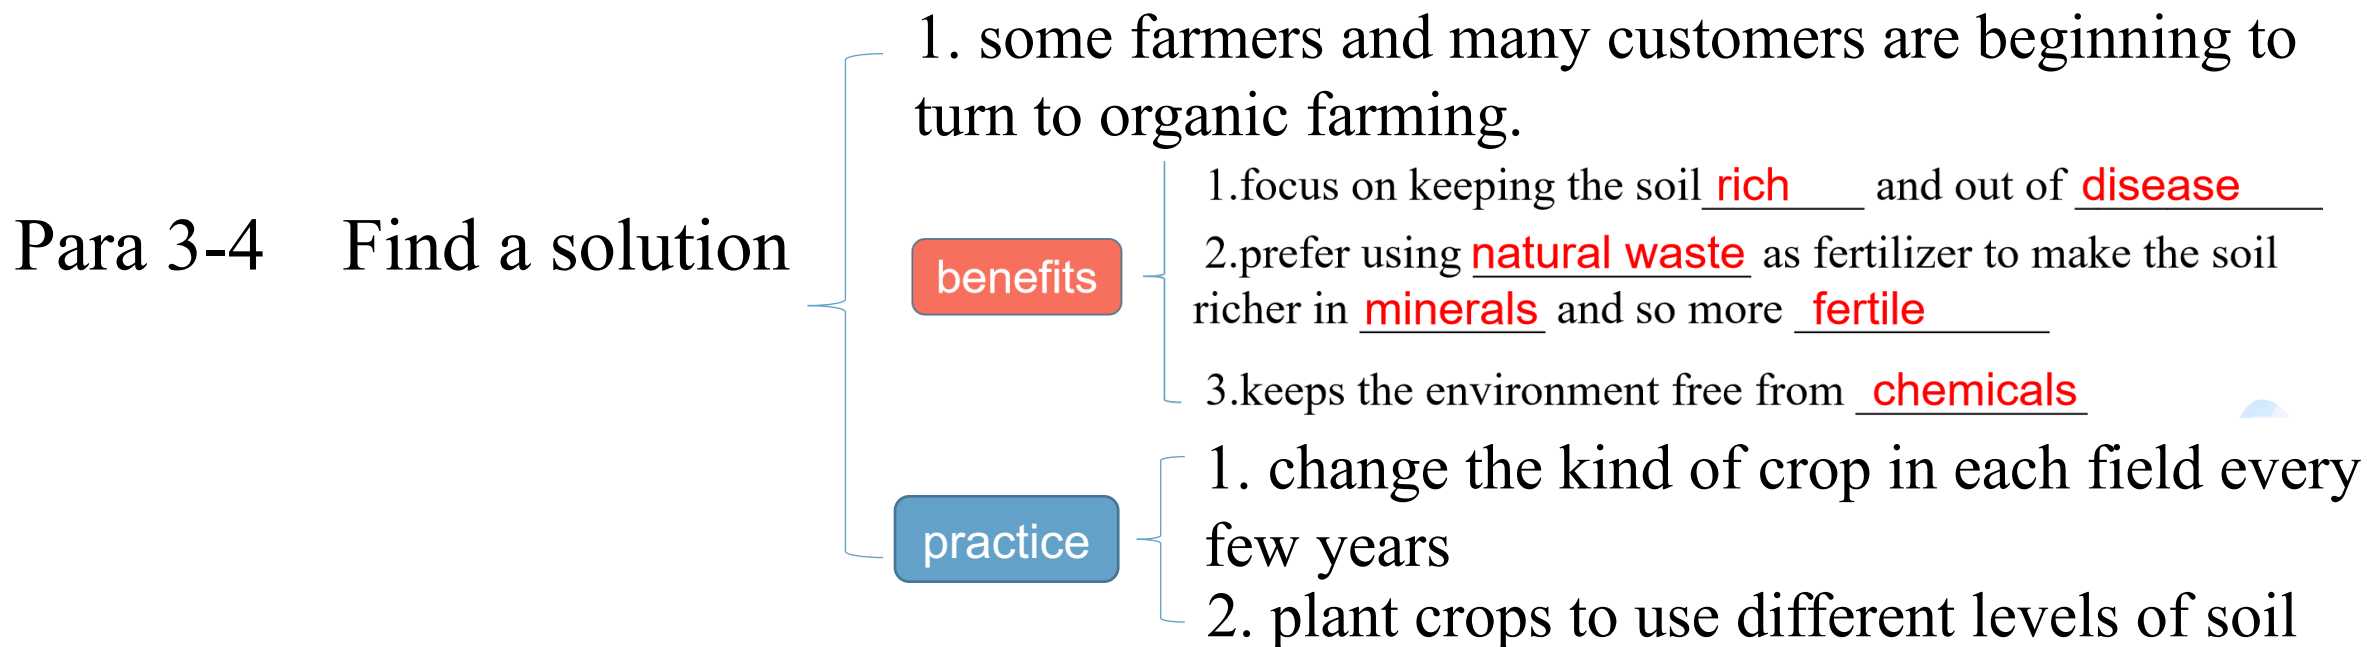 1. some farmers and many customers are beginning to
turn to organic farming.
Para 3-4 Find a solution
benefits
1.focus on keeping the soil rich and out of disease
2.prefer using natural waste as fertilizer to make the soil
richer in minerals and so more fertile
3.keeps the environment free from chemicals
practice
1. change the kind of crop in each field every
few years
2. plant crops to use different levels of soil